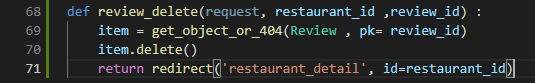 68 def review_delete(request, restaurant_id ,review_id) :
69     item = get_object_or_404(Review , pk= review_id)
70     item.delete()
71     return redirect('restaurant_detail', id=restaurant_id)